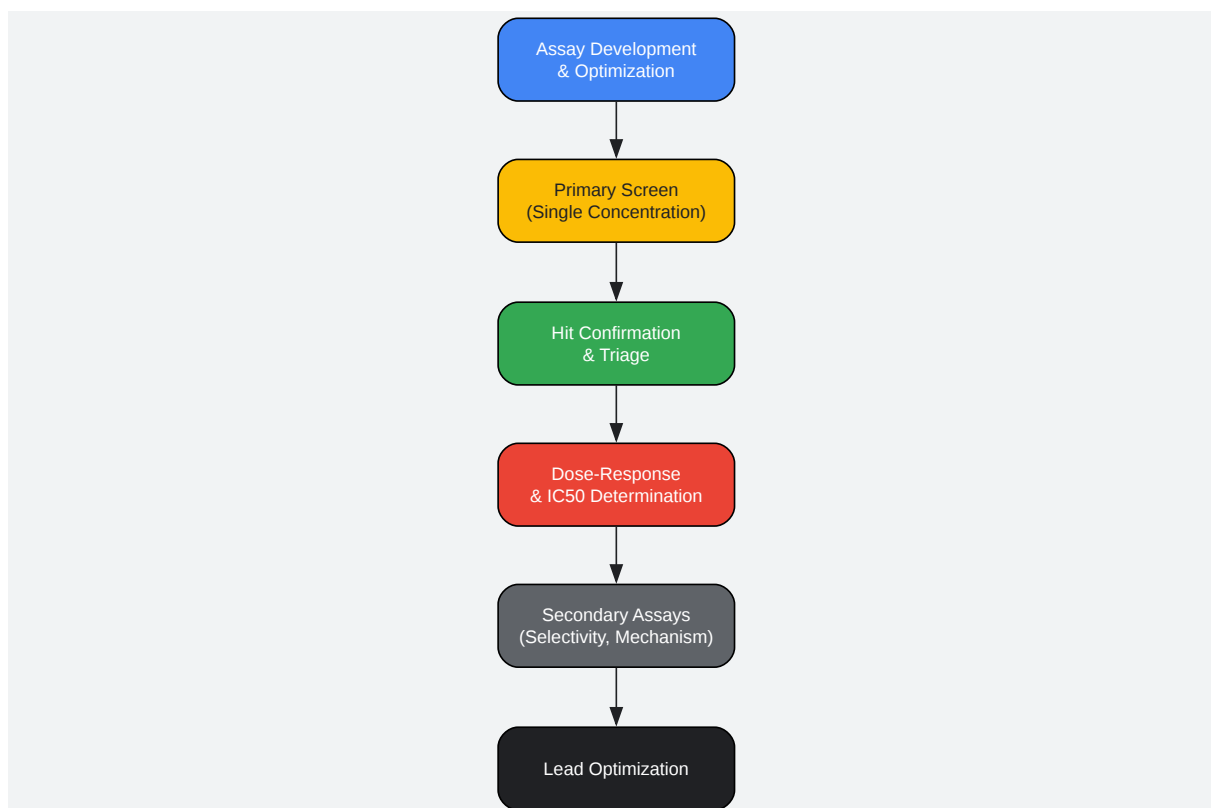 Assay Development
& Optimization
Primary Screen
(Single Concentration)
Hit Confirmation
& Triage
Dose-Response
& IC50 Determination
Secondary Assays
(Selectivity, Mechanism)
Lead Optimization